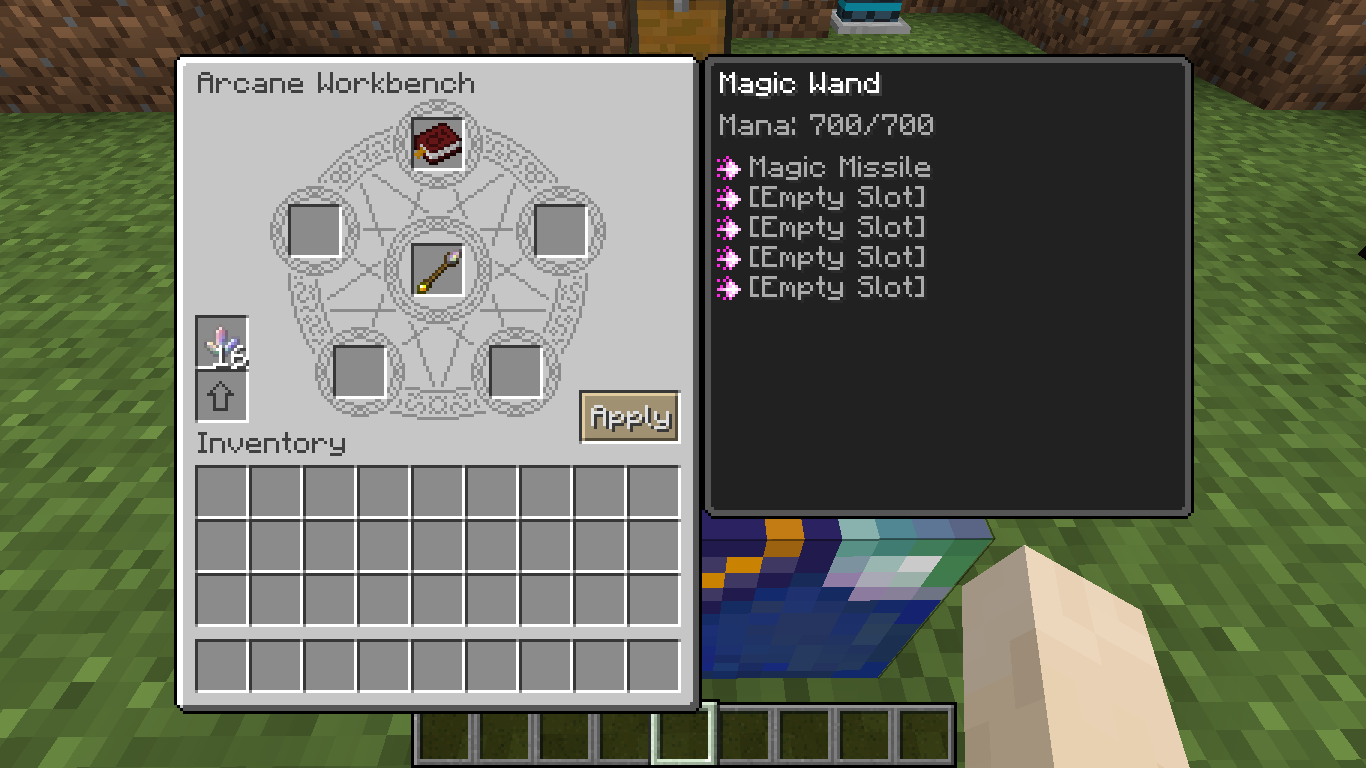 Arcane Workbench
16
Apply
Inventory
Magic Wand
Mana: 700/700
Magic Missile
[Empty Slot]
[Empty Slot]
[Empty Slot]
[Empty Slot]